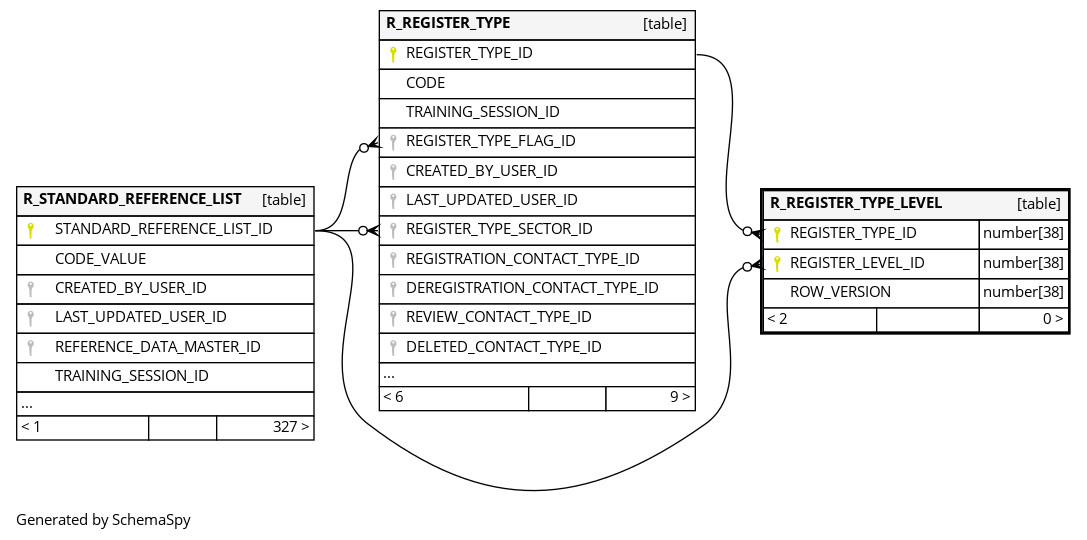 R_REGISTER_TYPE [table]
REGISTER_TYPE_ID
CODE
TRAINING_SESSION_ID
REGISTER_TYPE_FLAG_ID
CREATED_BY_USER_ID
LAST_UPDATED_USER_ID
REGISTER_TYPE_SECTOR_ID
REGISTRATION_CONTACT_TYPE_ID
DEREGISTRATION_CONTACT_TYPE_ID
REVIEW_CONTACT_TYPE_ID
DELETED_CONTACT_TYPE_ID
...
< 6 9 >
R_STANDARD_REFERENCE_LIST [table]
STANDARD_REFERENCE_LIST_ID
CODE_VALUE
CREATED_BY_USER_ID
LAST_UPDATED_USER_ID
REFERENCE_DATA_MASTER_ID
TRAINING_SESSION_ID
...
< 1 327 >
R_REGISTER_TYPE_LEVEL [table]
REGISTER_TYPE_ID number[38]
REGISTER_LEVEL_ID number[38]
ROW_VERSION number[38]
< 2 0 >
Generated by SchemaSpy